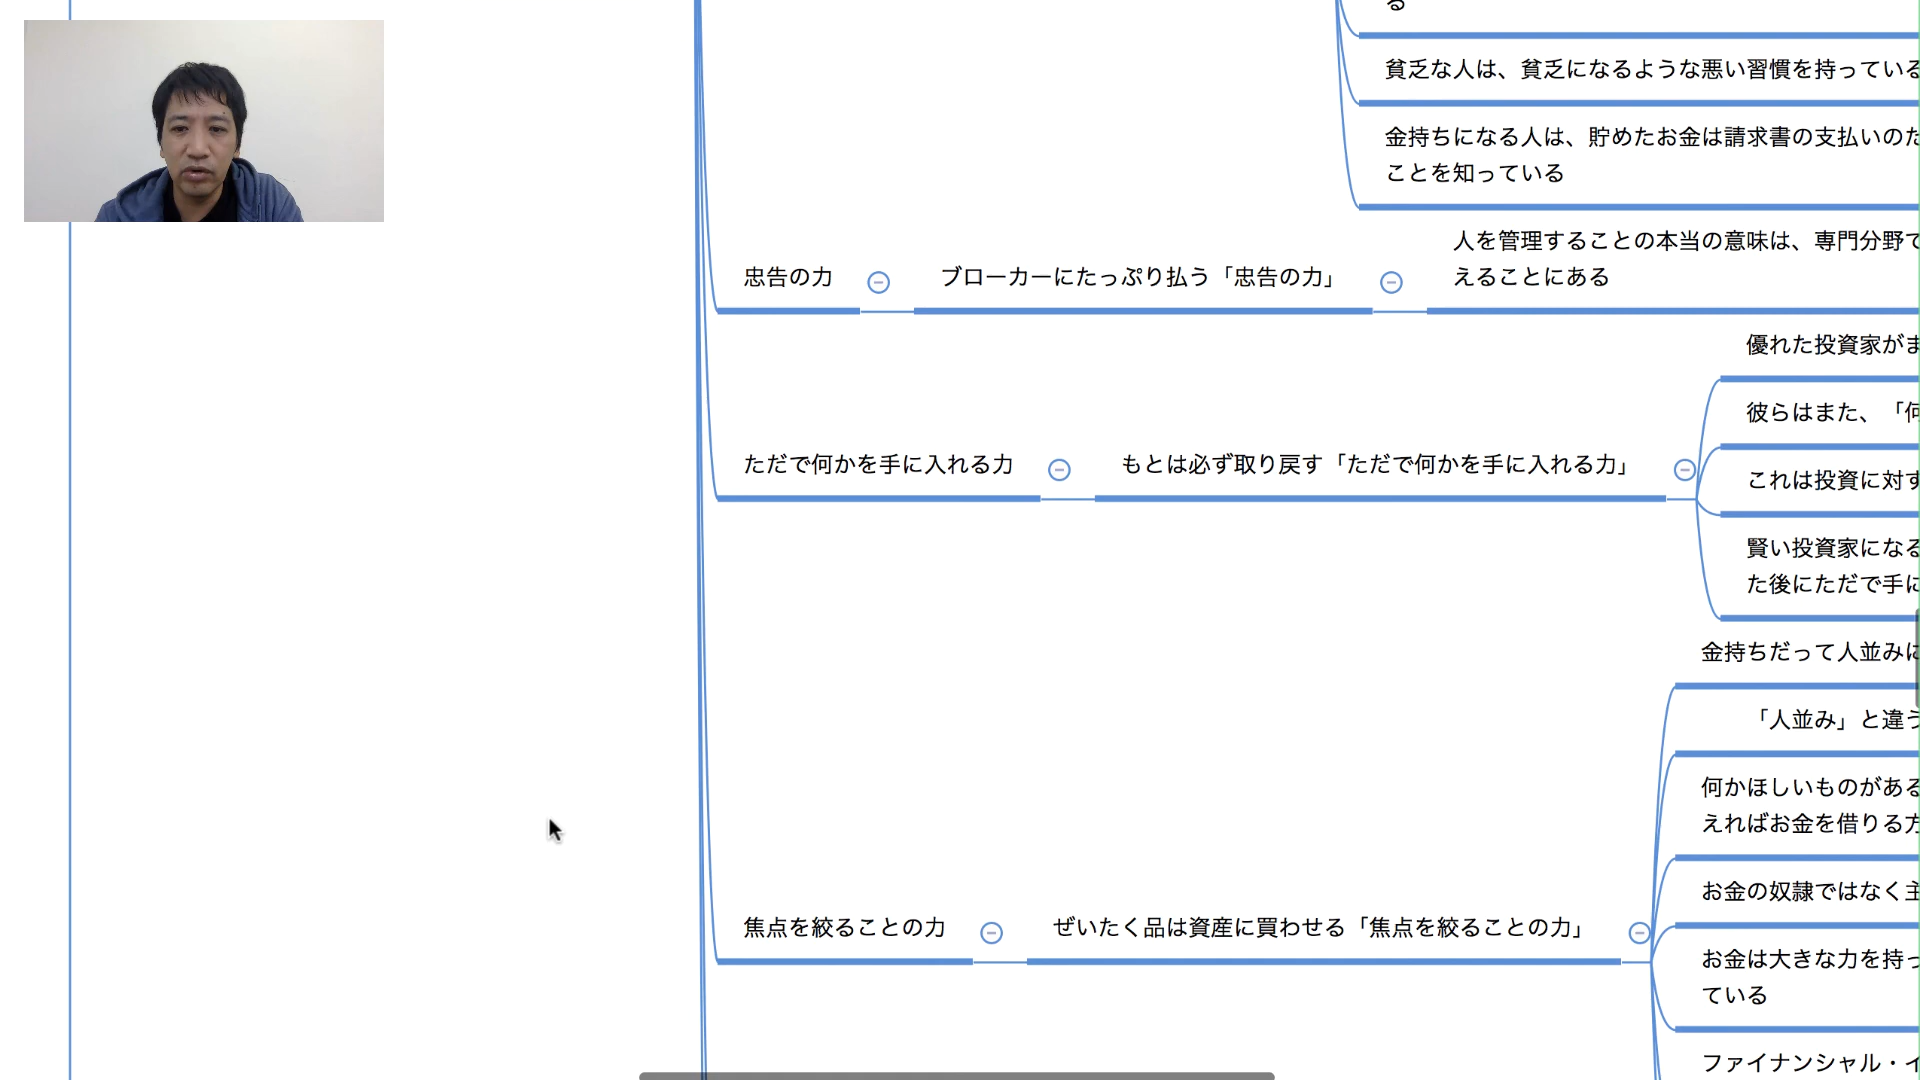 る
貧乏な人は、貧乏になるような悪い習慣を持っている
金持ちになる人は、貯めたお金は請求書の支払いのた
ことを知っている
忠告の力
ブローカーにたっぷり払う「忠告の力」
人を管理することの本当の意味は、専門分野で
えることにある
ただで何かを手に入れる力
もとは必ず取り戻す「ただで何かを手に入れる力」
優れた投資家がま
彼らはまた、「何
これは投資に対す
賢い投資家になる
た後にただで手に
焦点を絞ることの力
ぜいたく品は資産に買わせる「焦点を絞ることの力」
金持ちだって人並みに
「人並み」と違う
何かほしいものがある
えればお金を借りる方
お金の奴隷ではなく主
お金は大きな力を持っ
ている
ファイナンシャル・イ